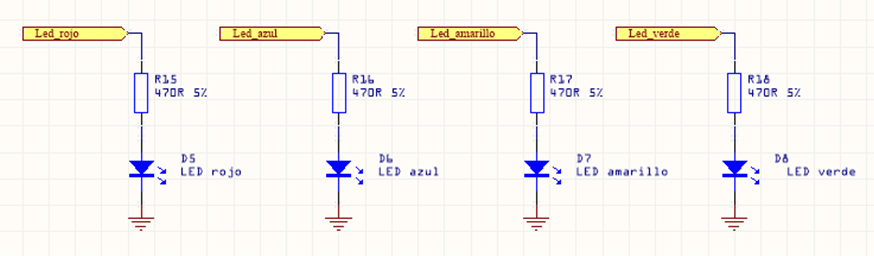 Led_rojo
Led_azul
Led_amarillo
Led_verde
R15
470R 5%
R16
470R 5%
R17
470R 5%
R18
470R 5%
D5
LED rojo
D6
LED azul
D7
LED amarillo
D8
LED verde